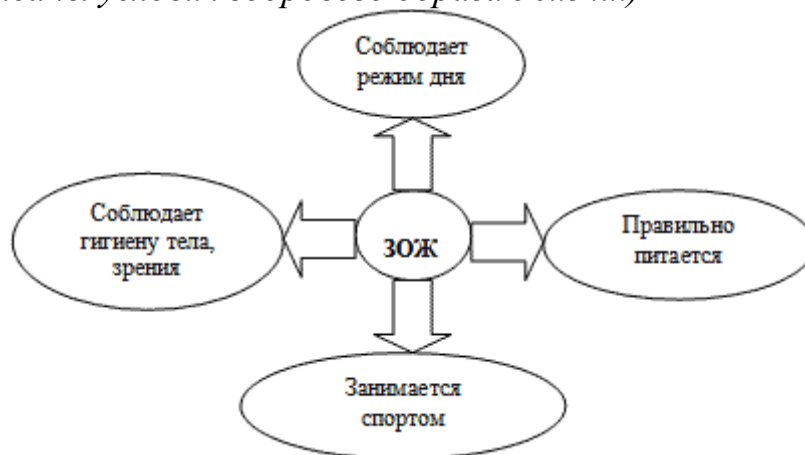 Соблюдает
режим дня
Соблюдает
гигиену тела,
зрения
ЗОЖ
Правильно
питается
Занимается
спортом